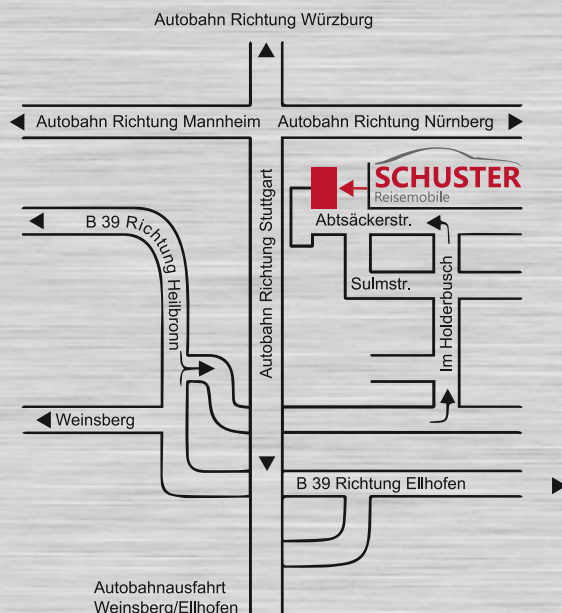 Autobahn Richtung Würzburg
Autobahn Richtung Mannheim
Autobahn Richtung Nürnberg
SCHUSTER
Reisemobile
Abtsäckerstr.
B 39 Richtung Heilbronn
Autobahn Richtung Stuttgart
Sulmstr.
Im Holderbusch
Weinsberg
B 39 Richtung Ellhofen
Autobahnausfahrt
Weinsberg/Ellhofen